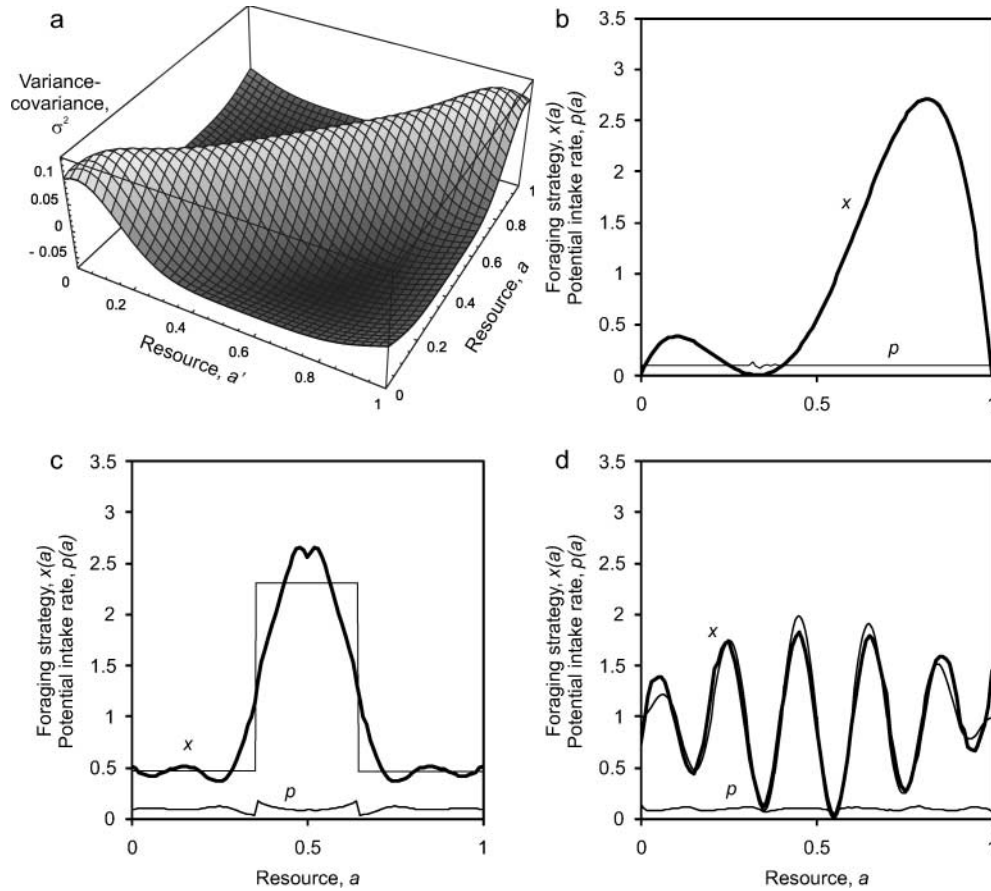 a
Variance-
covariance,
σ²
0.1
0.05
0
- 0.05
0
0.2
0.4
0.6
0.8
1
Resource, a'
0
0.2
0.4
0.6
0.8
1
Resource, a
b
Foraging strategy, x(a)
Potential intake rate, p(a)
3.5
3
2.5
2
1.5
1
0.5
0
x
p
0
0.5
1
c
Foraging strategy, x(a)
Potential intake rate, p(a)
3.5
3
2.5
2
1.5
1
0.5
0
x
p
0
0.5
1
Resource, a
d
Foraging strategy, x(a)
Potential intake rate, p(a)
3.5
3
2.5
2
1.5
1
0.5
0
x
p
0
0.5
1
Resource, a